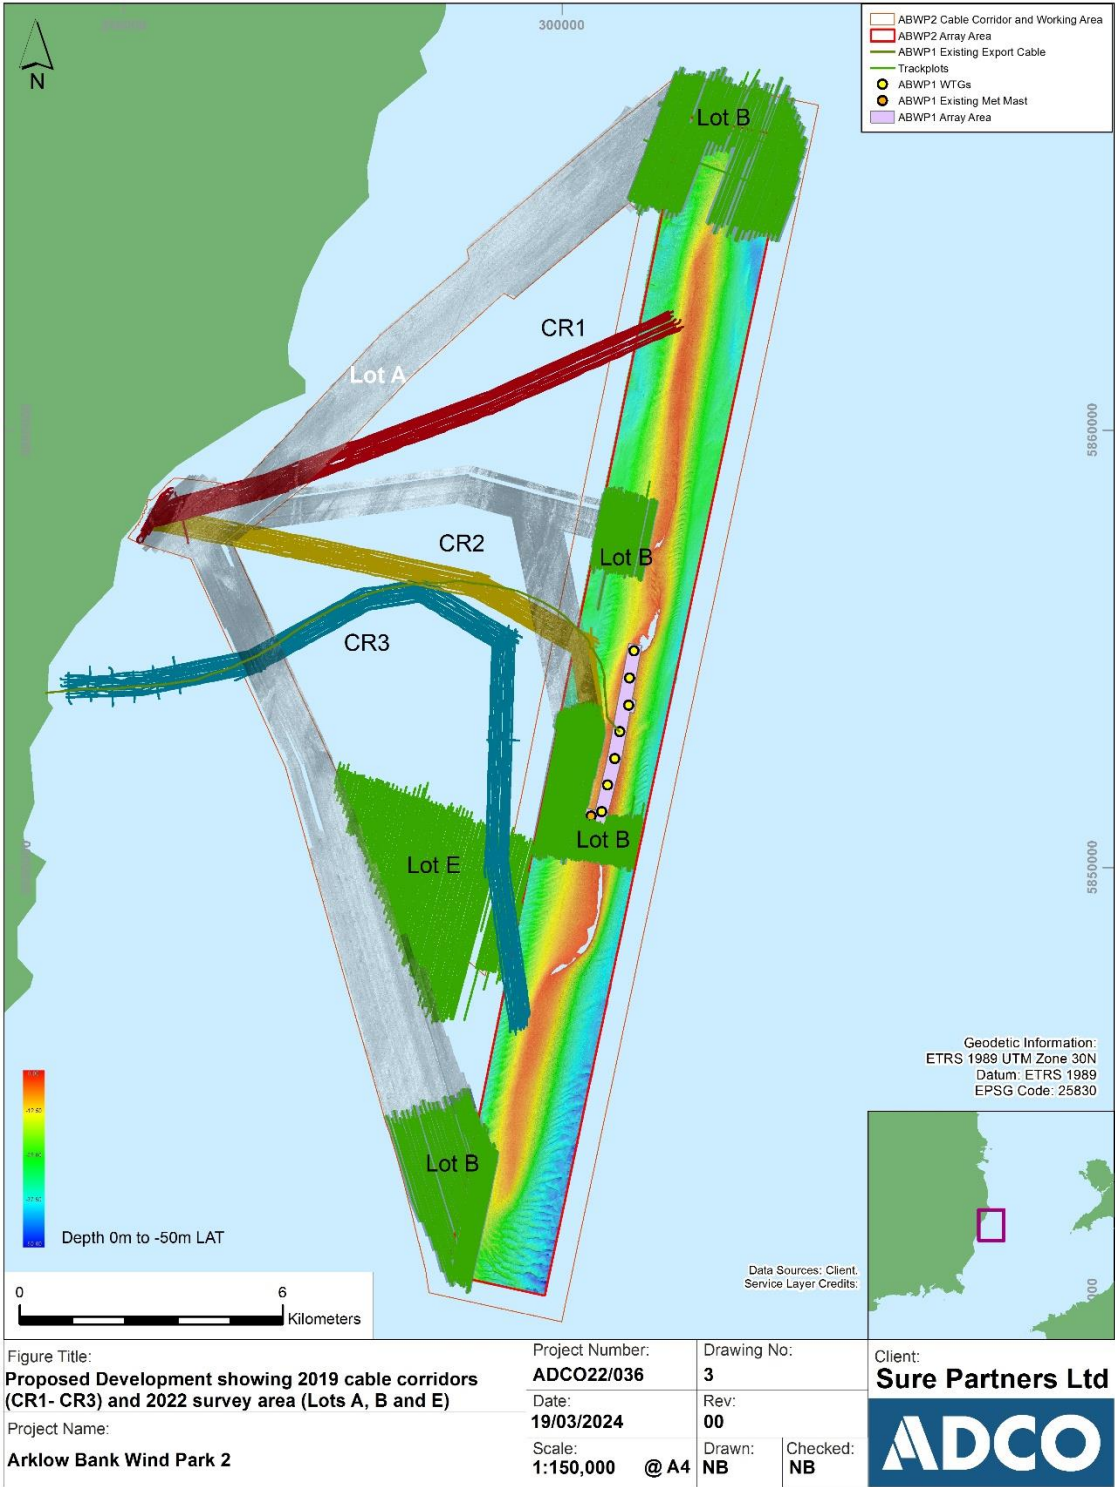 300000
N
ABWP2 Cable Corridor and Working Area
ABWP2 Array Area
ABWP1 Existing Export Cable
Trackplots
ABWP1 WTGs
ABWP1 Existing Met Mast
ABWP1 Array Area
Lot B
CR1
Lot A
5860000
CR2
Lot B
CR3
Lot B
Lot E
5850000
Geodetic Information:
ETRS 1989 UTM Zone 30N
Datum: ETRS 1989
EPSG Code: 25830
Lot B
Depth 0m to -50m LAT
Data Sources: Client.
Service Layer Credits:
0
6
Kilometers
Figure Title:
Proposed Development showing 2019 cable corridors
(CR1- CR3) and 2022 survey area (Lots A, B and E)
Project Name:
Arklow Bank Wind Park 2
Project Number:
ADCO22/036
Drawing No:
3
Date:
19/03/2024
Rev:
00
Scale:
1:150,000 @ A4
Drawn:
NB
Checked:
NB
Client:
Sure Partners Ltd
ADCO